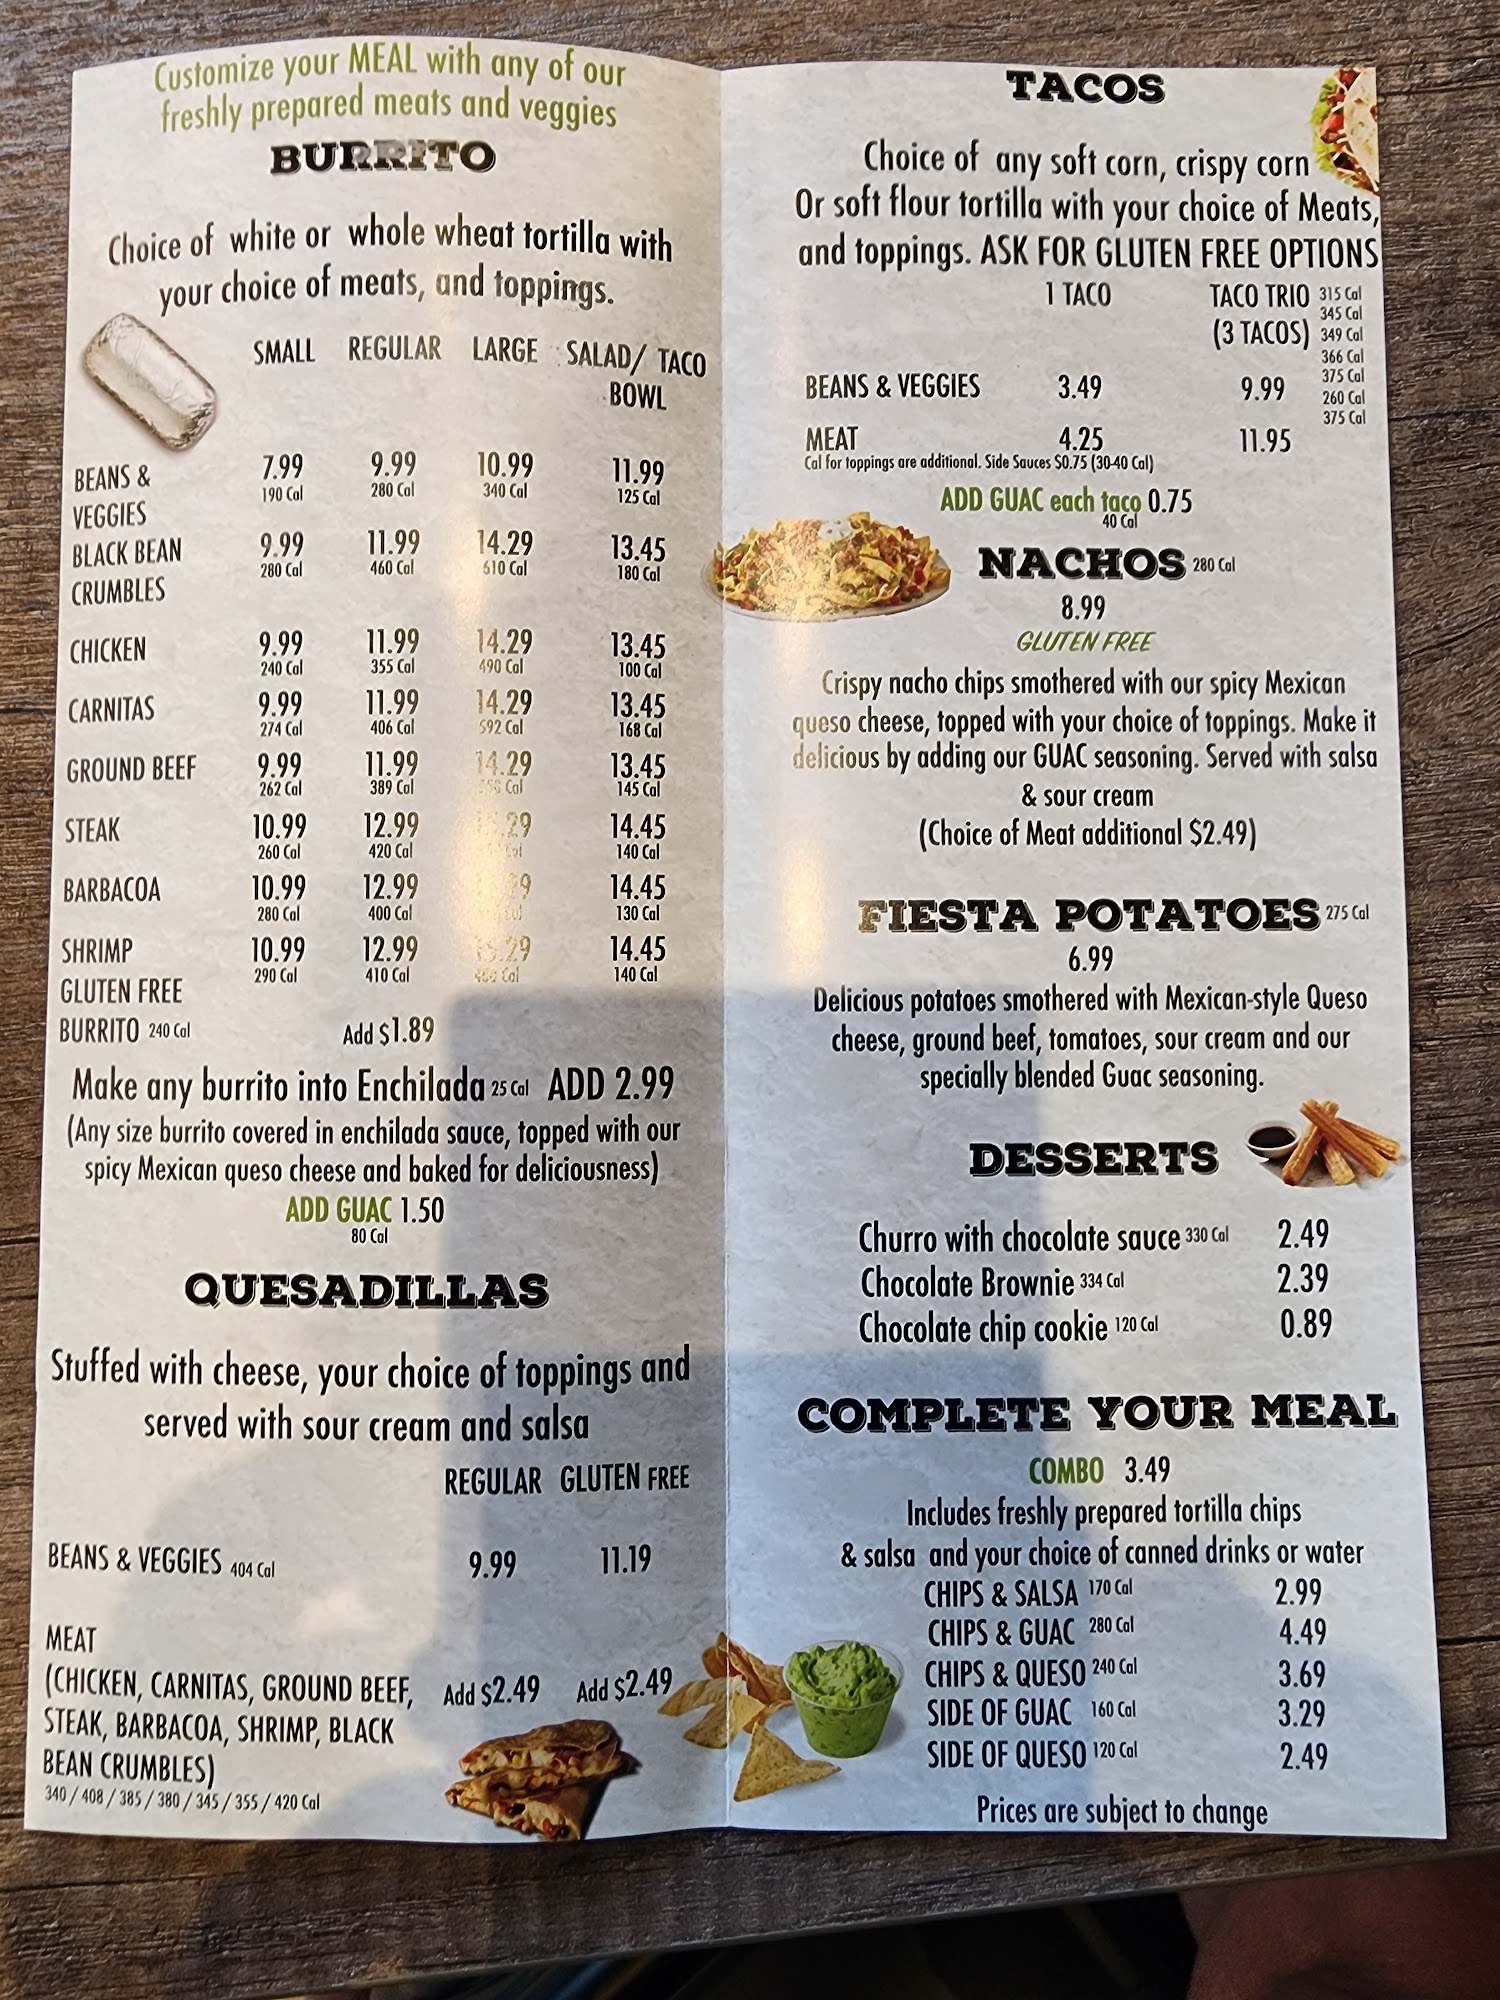 Customize your MEAL with any of our
freshly prepared meats and veggies
BURRITO
Choice of white or whole wheat tortilla with
your choice of meats, and toppings.
SMALL REGULAR LARGE SALAD/ TACO
BOWL
BEANS & 7.99 9.99 10.99 11.99
VEGGIES 190 Cal 280 Cal 340 Cal 125 Cal
BLACK BEAN 9.99 11.99 14.29 13.45
CRUMBLES 280 Cal 460 Cal 610 Cal 180 Cal
CHICKEN 9.99 11.99 14.29 13.45
240 Cal 355 Cal 490 Cal 100 Cal
CARNITAS 9.99 11.99 14.29 13.45
274 Cal 406 Cal 592 Cal 168 Cal
GROUND BEEF 9.99 11.99 14.29 13.45
262 Cal 389 Cal Cal 145 Cal
STEAK 10.99 12.99 14.45
260 Cal 420 Cal Cal 140 Cal
BARBACOA 10.99 12.99 14.45
280 Cal 400 Cal 130 Cal
SHRIMP 10.99 12.99 14.45
290 Cal 410 Cal Cal 140 Cal
GLUTEN FREE
BURRITO 240 Cal Add $1.89
Make any burrito into Enchilada 25 Cal ADD 2.99
(Any size burrito covered in enchilada sauce, topped with our
spicy Mexican queso cheese and baked for deliciousness)
ADD GUAC 1.50
80 Cal
QUESADILLAS
Stuffed with cheese, your choice of toppings and
served with sour cream and salsa
REGULAR GLUTEN FREE
BEANS & VEGGIES 404 Cal 9.99 11.19
MEAT
(CHICKEN, CARNITAS, GROUND BEEF, Add $2.49 Add $2.49
STEAK, BARBACOA, SHRIMP, BLACK
BEAN CRUMBLES)
340 / 408 / 385 / 380 / 345 / 355 / 420 Cal
TACOS
Choice of any soft corn, crispy corn
Or soft flour tortilla with your choice of Meats,
and toppings. ASK FOR GLUTEN FREE OPTIONS
1 TACO TACO TRIO 315 Cal
345 Cal
(3 TACOS) 349 Cal
366 Cal
375 Cal
BEANS & VEGGIES 3.49 9.99 260 Cal
375 Cal
MEAT 4.25 11.95
Cal for toppings are additional. Side Sauces $0.75 (30-40 Cal)
ADD GUAC each taco 0.75
40 Cal
NACHOS 280 Cal
8.99
GLUTEN FREE
Crispy nacho chips smothered with our spicy Mexican
queso cheese, topped with your choice of toppings. Make it
delicious by adding our GUAC seasoning. Served with salsa
& sour cream
(Choice of Meat additional $2.49)
FIESTA POTATOES 275 Cal
6.99
Delicious potatoes smothered with Mexican-style Queso
cheese, ground beef, tomatoes, sour cream and our
specially blended Guac seasoning.
DESSERTS
Churro with chocolate sauce 330 Cal 2.49
Chocolate Brownie 334 Cal 2.39
Chocolate chip cookie 120 Cal 0.89
COMPLETE YOUR MEAL
COMBO 3.49
Includes freshly prepared tortilla chips
& salsa and your choice of canned drinks or water
CHIPS & SALSA 170 Cal 2.99
CHIPS & GUAC 280 Cal 4.49
CHIPS & QUESO 240 Cal 3.69
SIDE OF GUAC 160 Cal 3.29
SIDE OF QUESO 120 Cal 2.49
Prices are subject to change